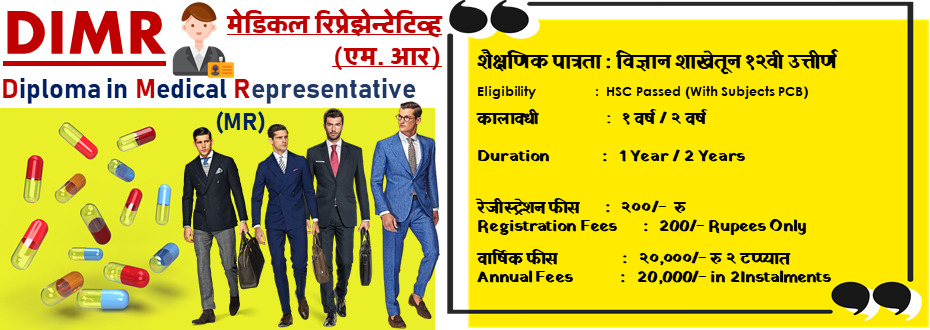 DIMR
मेडिकल रिप्रेझेन्टेटिव्ह
(एम. आर)
Diploma in Medical Representative
(MR)
शैक्षणिक पात्रता : विज्ञान शाखेतून १२वी उत्तीर्ण
Eligibility : HSC Passed (With Subjects PCB)
कालावधी : १ वर्ष / २ वर्ष
Duration : 1 Year / 2 Years
रेजीस्ट्रेशन फीस : २००/- रु
Registration Fees : 200/- Rupees Only
वार्षिक फीस : २०,०००/- रु २ टप्प्यात
Annual Fees : 20,000/- in 2Instalments